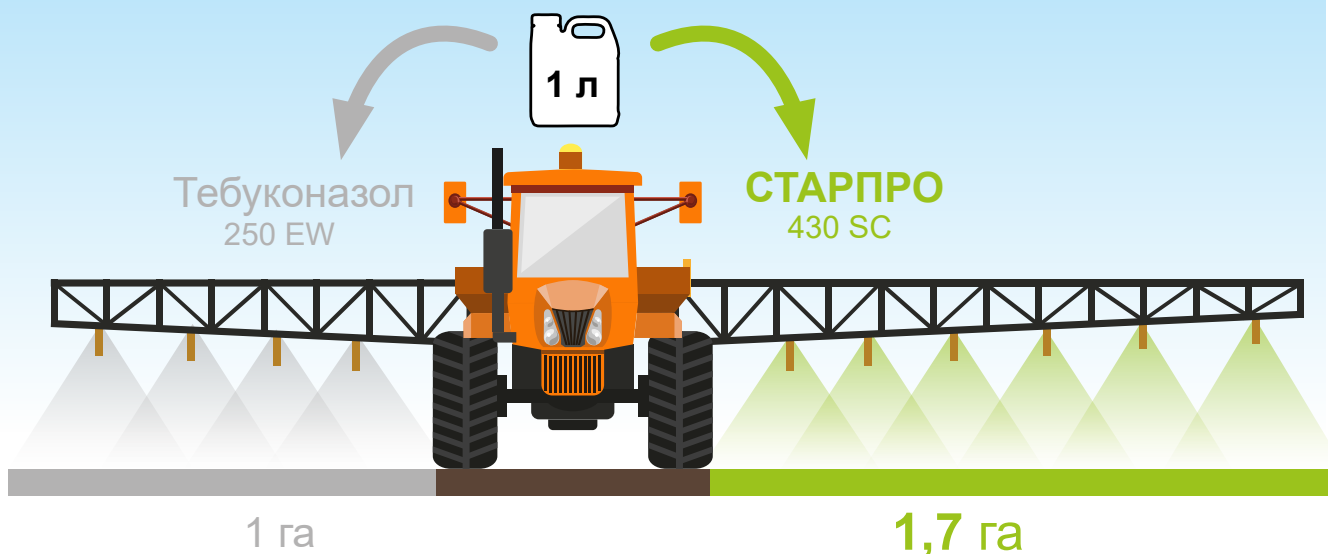 1 л
Тебуконазол
250 EW
СТАРПРО
430 SC
1 га
1,7 га